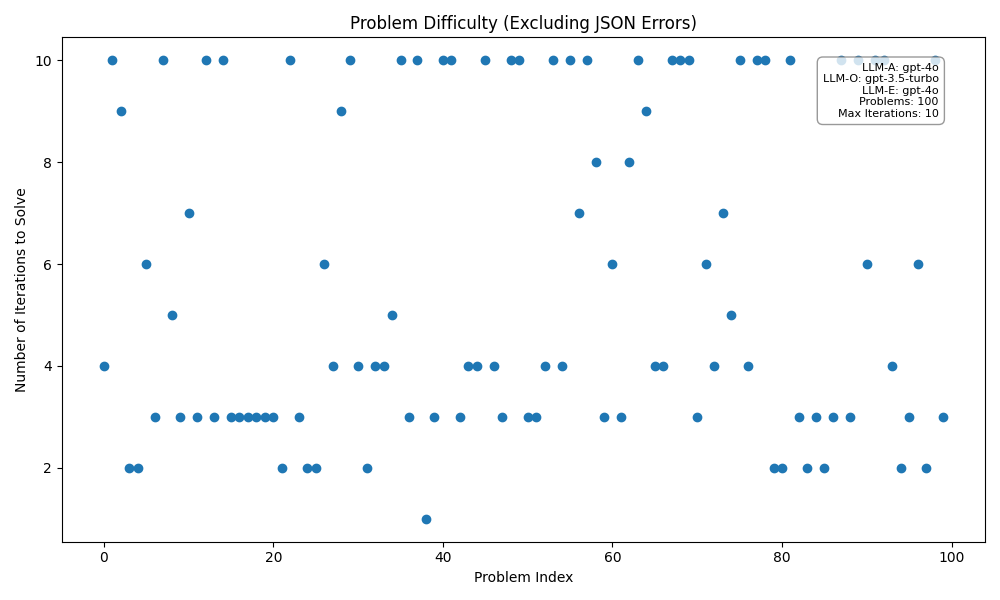 Problem Difficulty (Excluding JSON Errors)
LLM-A: gpt-4o
LLM-O: gpt-3.5-turbo
LLM-E: gpt-4o
Problems: 100
Max Iterations: 10
Number of Iterations to Solve
10
8
6
4
2
0 20 40 60 80 100
Problem Index